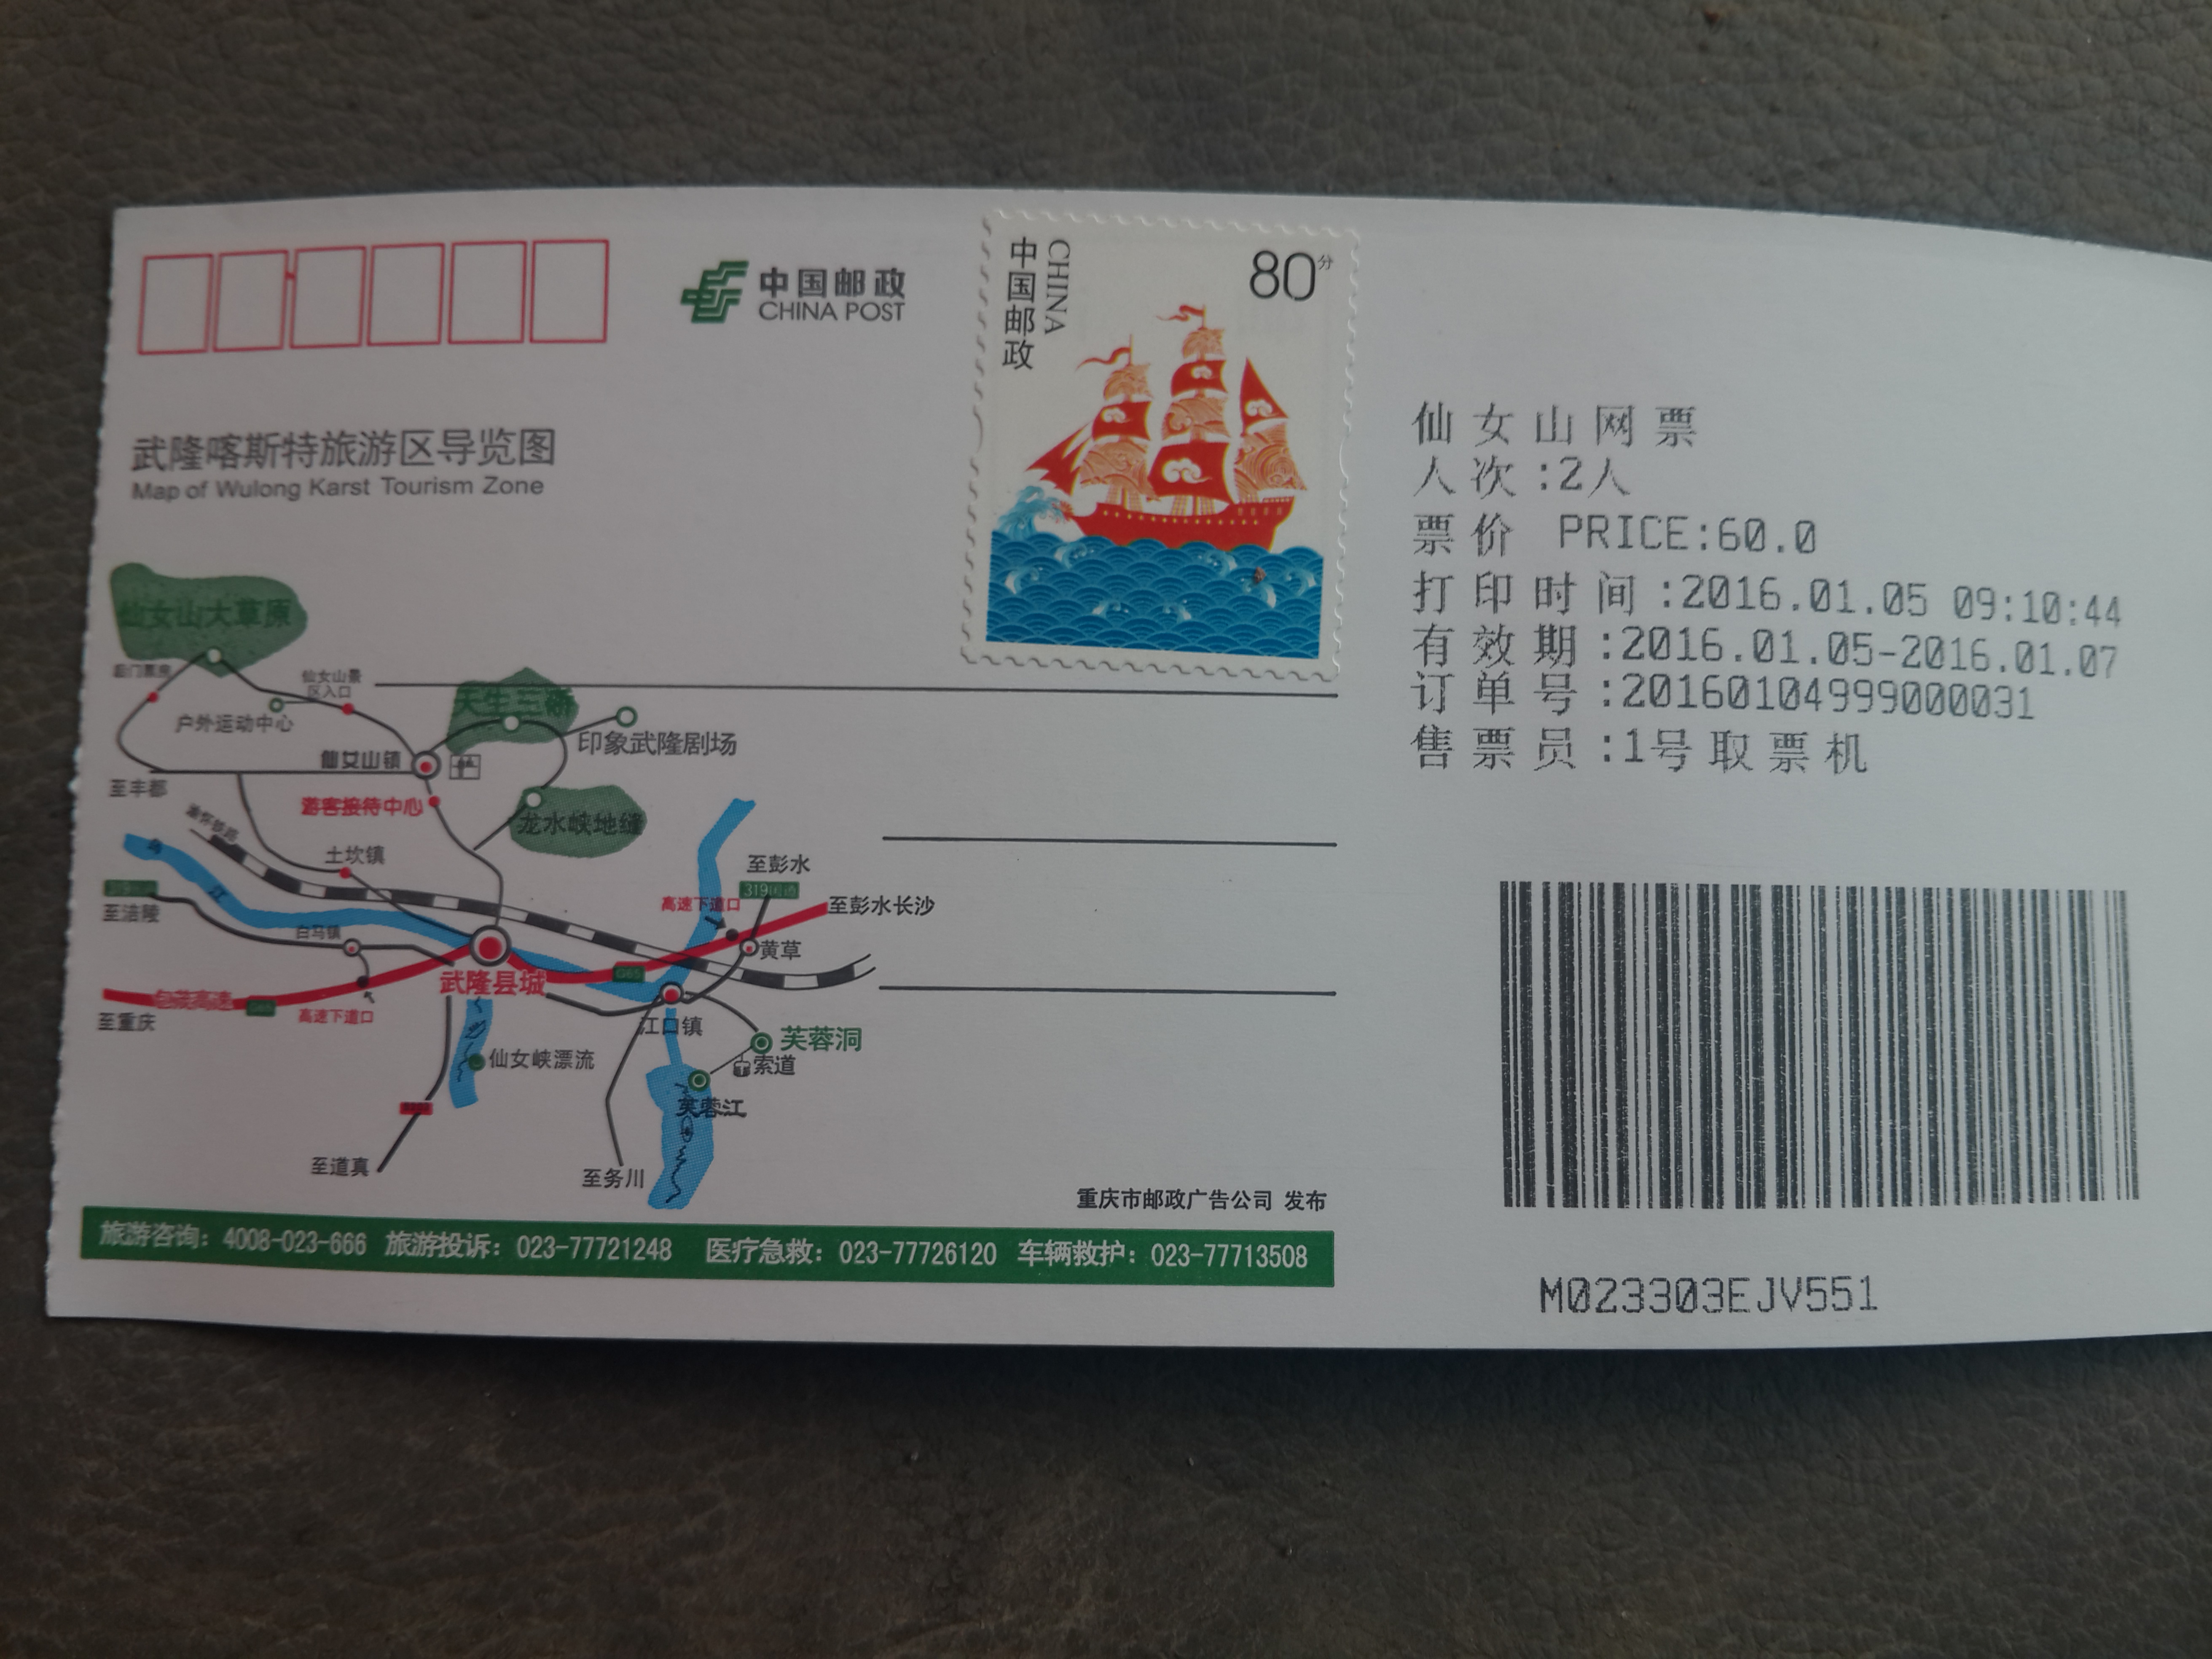 中国邮政
CHINA POST
中国邮政
CHINA
80分
武隆喀斯特旅游区导览图
Map of Wulong Karst Tourism Zone
仙女山网票
人次:2人
票价 PRICE:60.0
打印时间:2016.01.05 09:10:44
有效期:2016.01.05-2016.01.07
订单号:20160104999000031
售票员:1号取票机
仙女山大草原
后门票房
仙女山景
区入口
户外运动中心
天生三桥
印象武隆剧场
仙女山镇
至丰都
游客接待中心
龙水峡地缝
渝怀铁路
乌
江
土坎镇
至彭水
319国道
至涪陵
高速下道口
至彭水长沙
白马镇
黄草
武隆县城
G65
包茂高速
G65
高速下道口
至重庆
江口镇
芙蓉洞
索道
仙女峡漂流
芙蓉江
至道真
至务川
重庆市邮政广告公司 发布
旅游咨询：4008-023-666 旅游投诉：023-77721248 医疗急救：023-77726120 车辆救护：023-77713508
M023303EJV551